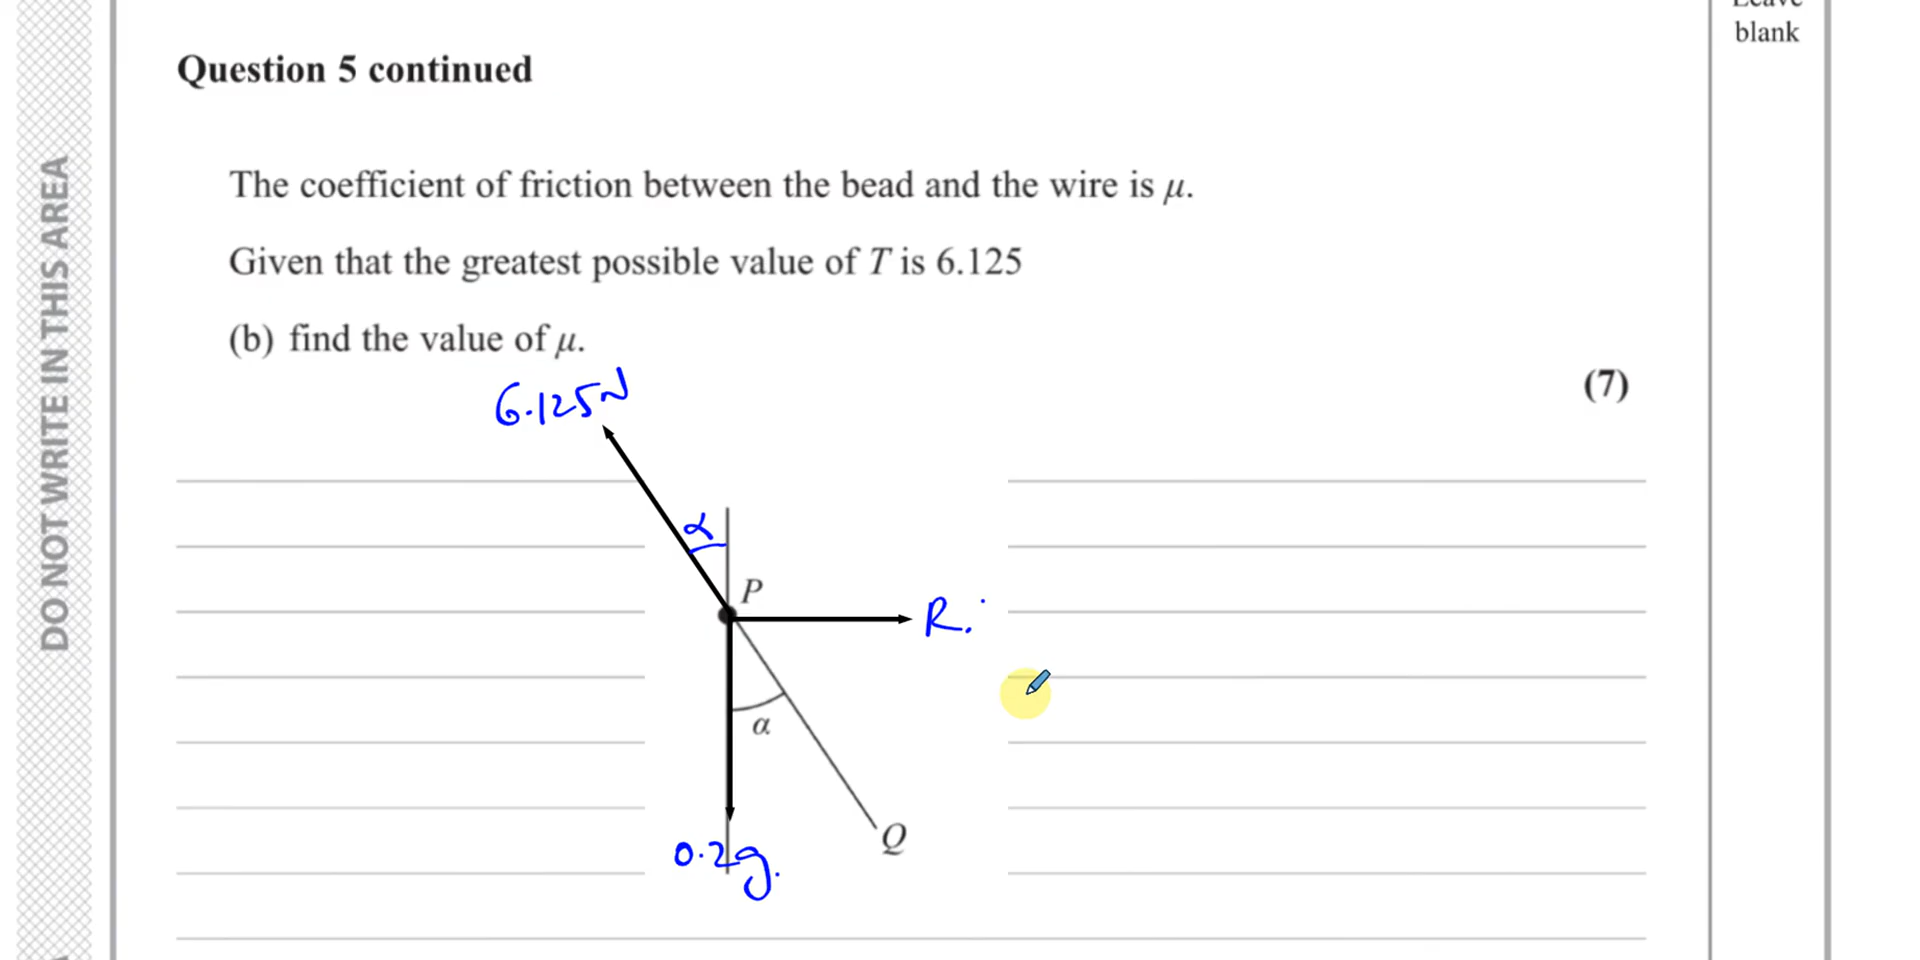 blank
Question 5 continued
DO NOT WRITE IN THIS AREA
The coefficient of friction between the bead and the wire is μ.
Given that the greatest possible value of T is 6.125
(b) find the value of μ.
(7)
6.125N
α
P
R.
α
Q
0.2g.